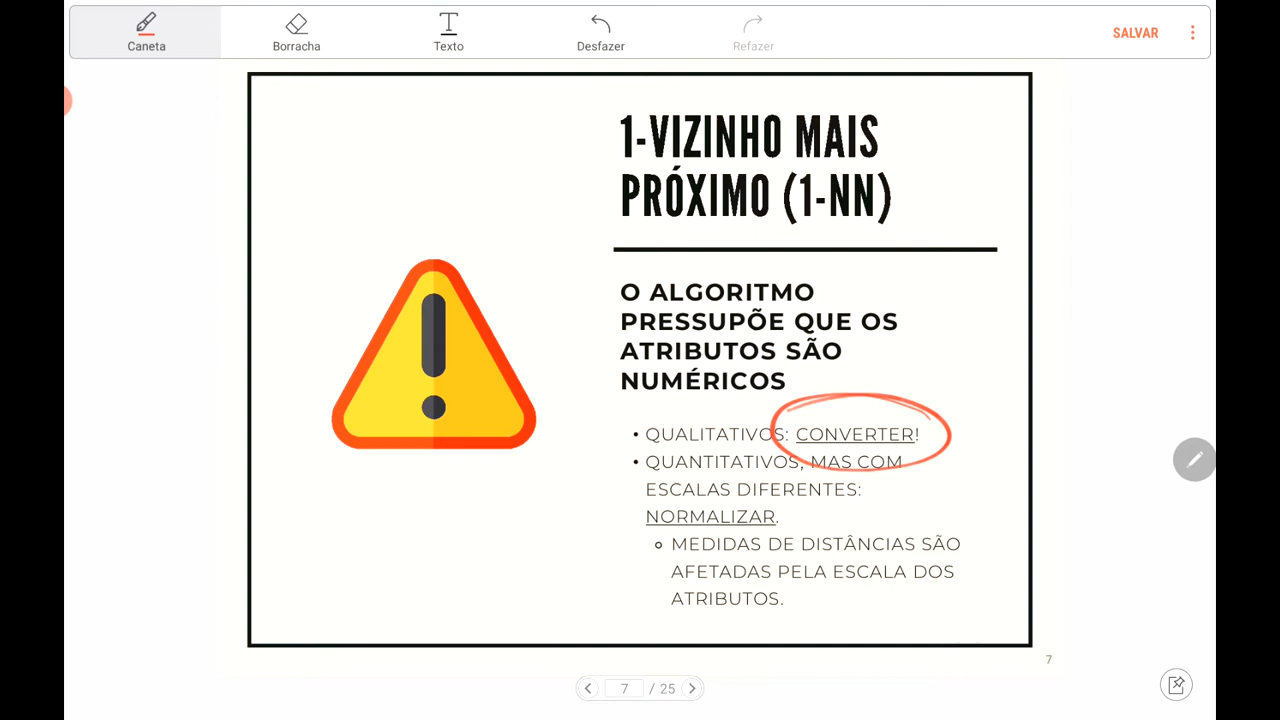 Caneta
Borracha
Texto
Desfazer
Refazer
SALVAR
1-VIZINHO MAIS
PRÓXIMO (1-NN)
O ALGORITMO
PRESSUPÕE QUE OS
ATRIBUTOS SÃO
NUMÉRICOS
• QUALITATIVOS: CONVERTER!
• QUANTITATIVOS, MAS COM
ESCALAS DIFERENTES:
NORMALIZAR.
MEDIDAS DE DISTÂNCIAS SÃO
AFETADAS PELA ESCALA DOS
ATRIBUTOS.
7
7 / 25